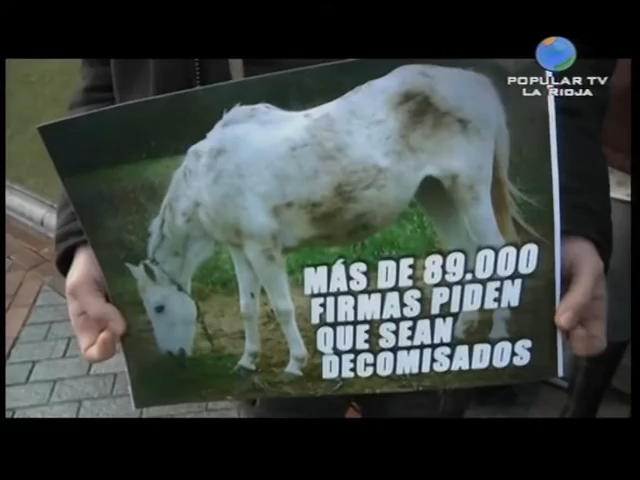 POPULAR TV
LA RIOJA
MÁS DE 89.000
FIRMAS PIDEN
QUE SEAN
DECOMISADOS